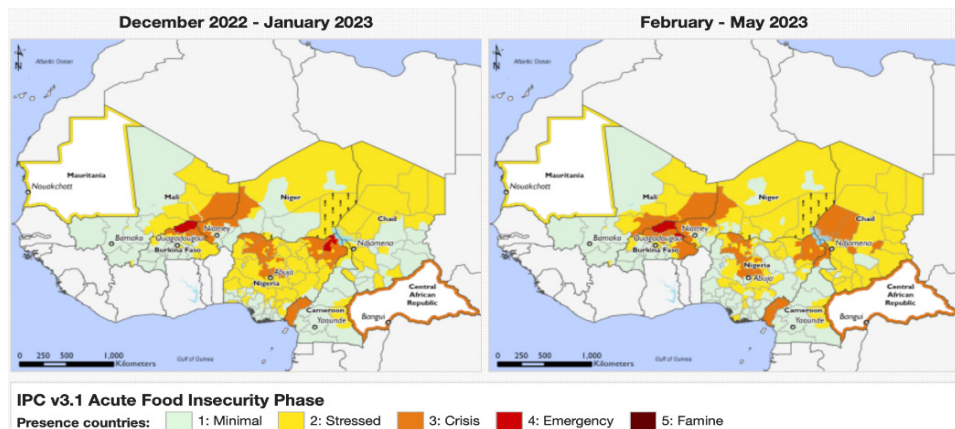 December 2022 - January 2023
February - May 2023
N
Atlantic Ocean
Mauritania
Nouakchott
Mali
Niger
Chad
Bamako
Ouagadougou
Niamey
Burkina Faso
Ndjamena
Abuja
Nigeria
Central
African
Republic
Cameroon
Yaounde
Bangui
0 250 500 1,000
Kilometers
Gulf of Guinea
N
Atlantic Ocean
Mauritania
Nouakchott
Mali
Niger
Chad
Bamako
Ouagadougou
Niamey
Burkina Faso
Ndjamena
Nigeria
Abuja
Central
African
Republic
Cameroon
Yaounde
Bangui
0 250 500 1,000
Kilometers
Gulf of Guinea
IPC v3.1 Acute Food Insecurity Phase
Presence countries: 1: Minimal 2: Stressed 3: Crisis 4: Emergency 5: Famine